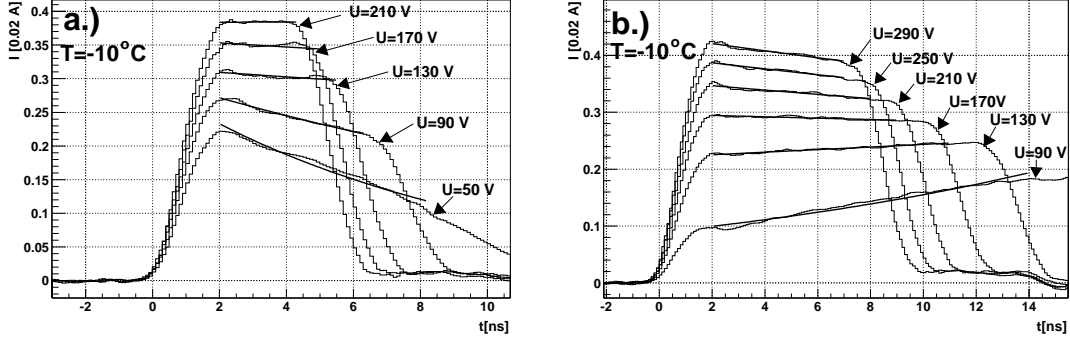 a.)
T=-10°C
I [0.02 A]
0.4
0.35
0.3
0.25
0.2
0.15
0.1
0.05
0
-2
0
2
4
6
8
10
t[ns]
U=210 V
U=170 V
U=130 V
U=90 V
U=50 V
b.)
T=-10°C
I [0.02 A]
0.4
0.3
0.2
0.1
0
-2
0
2
4
6
8
10
12
14
t[ns]
U=290 V
U=250 V
U=210 V
U=170V
U=130 V
U=90 V